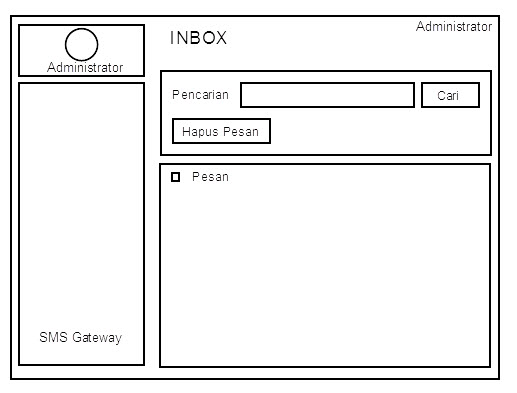 Administrator
INBOX
Administrator
Pencarian
Cari
Hapus Pesan
Pesan
SMS Gateway